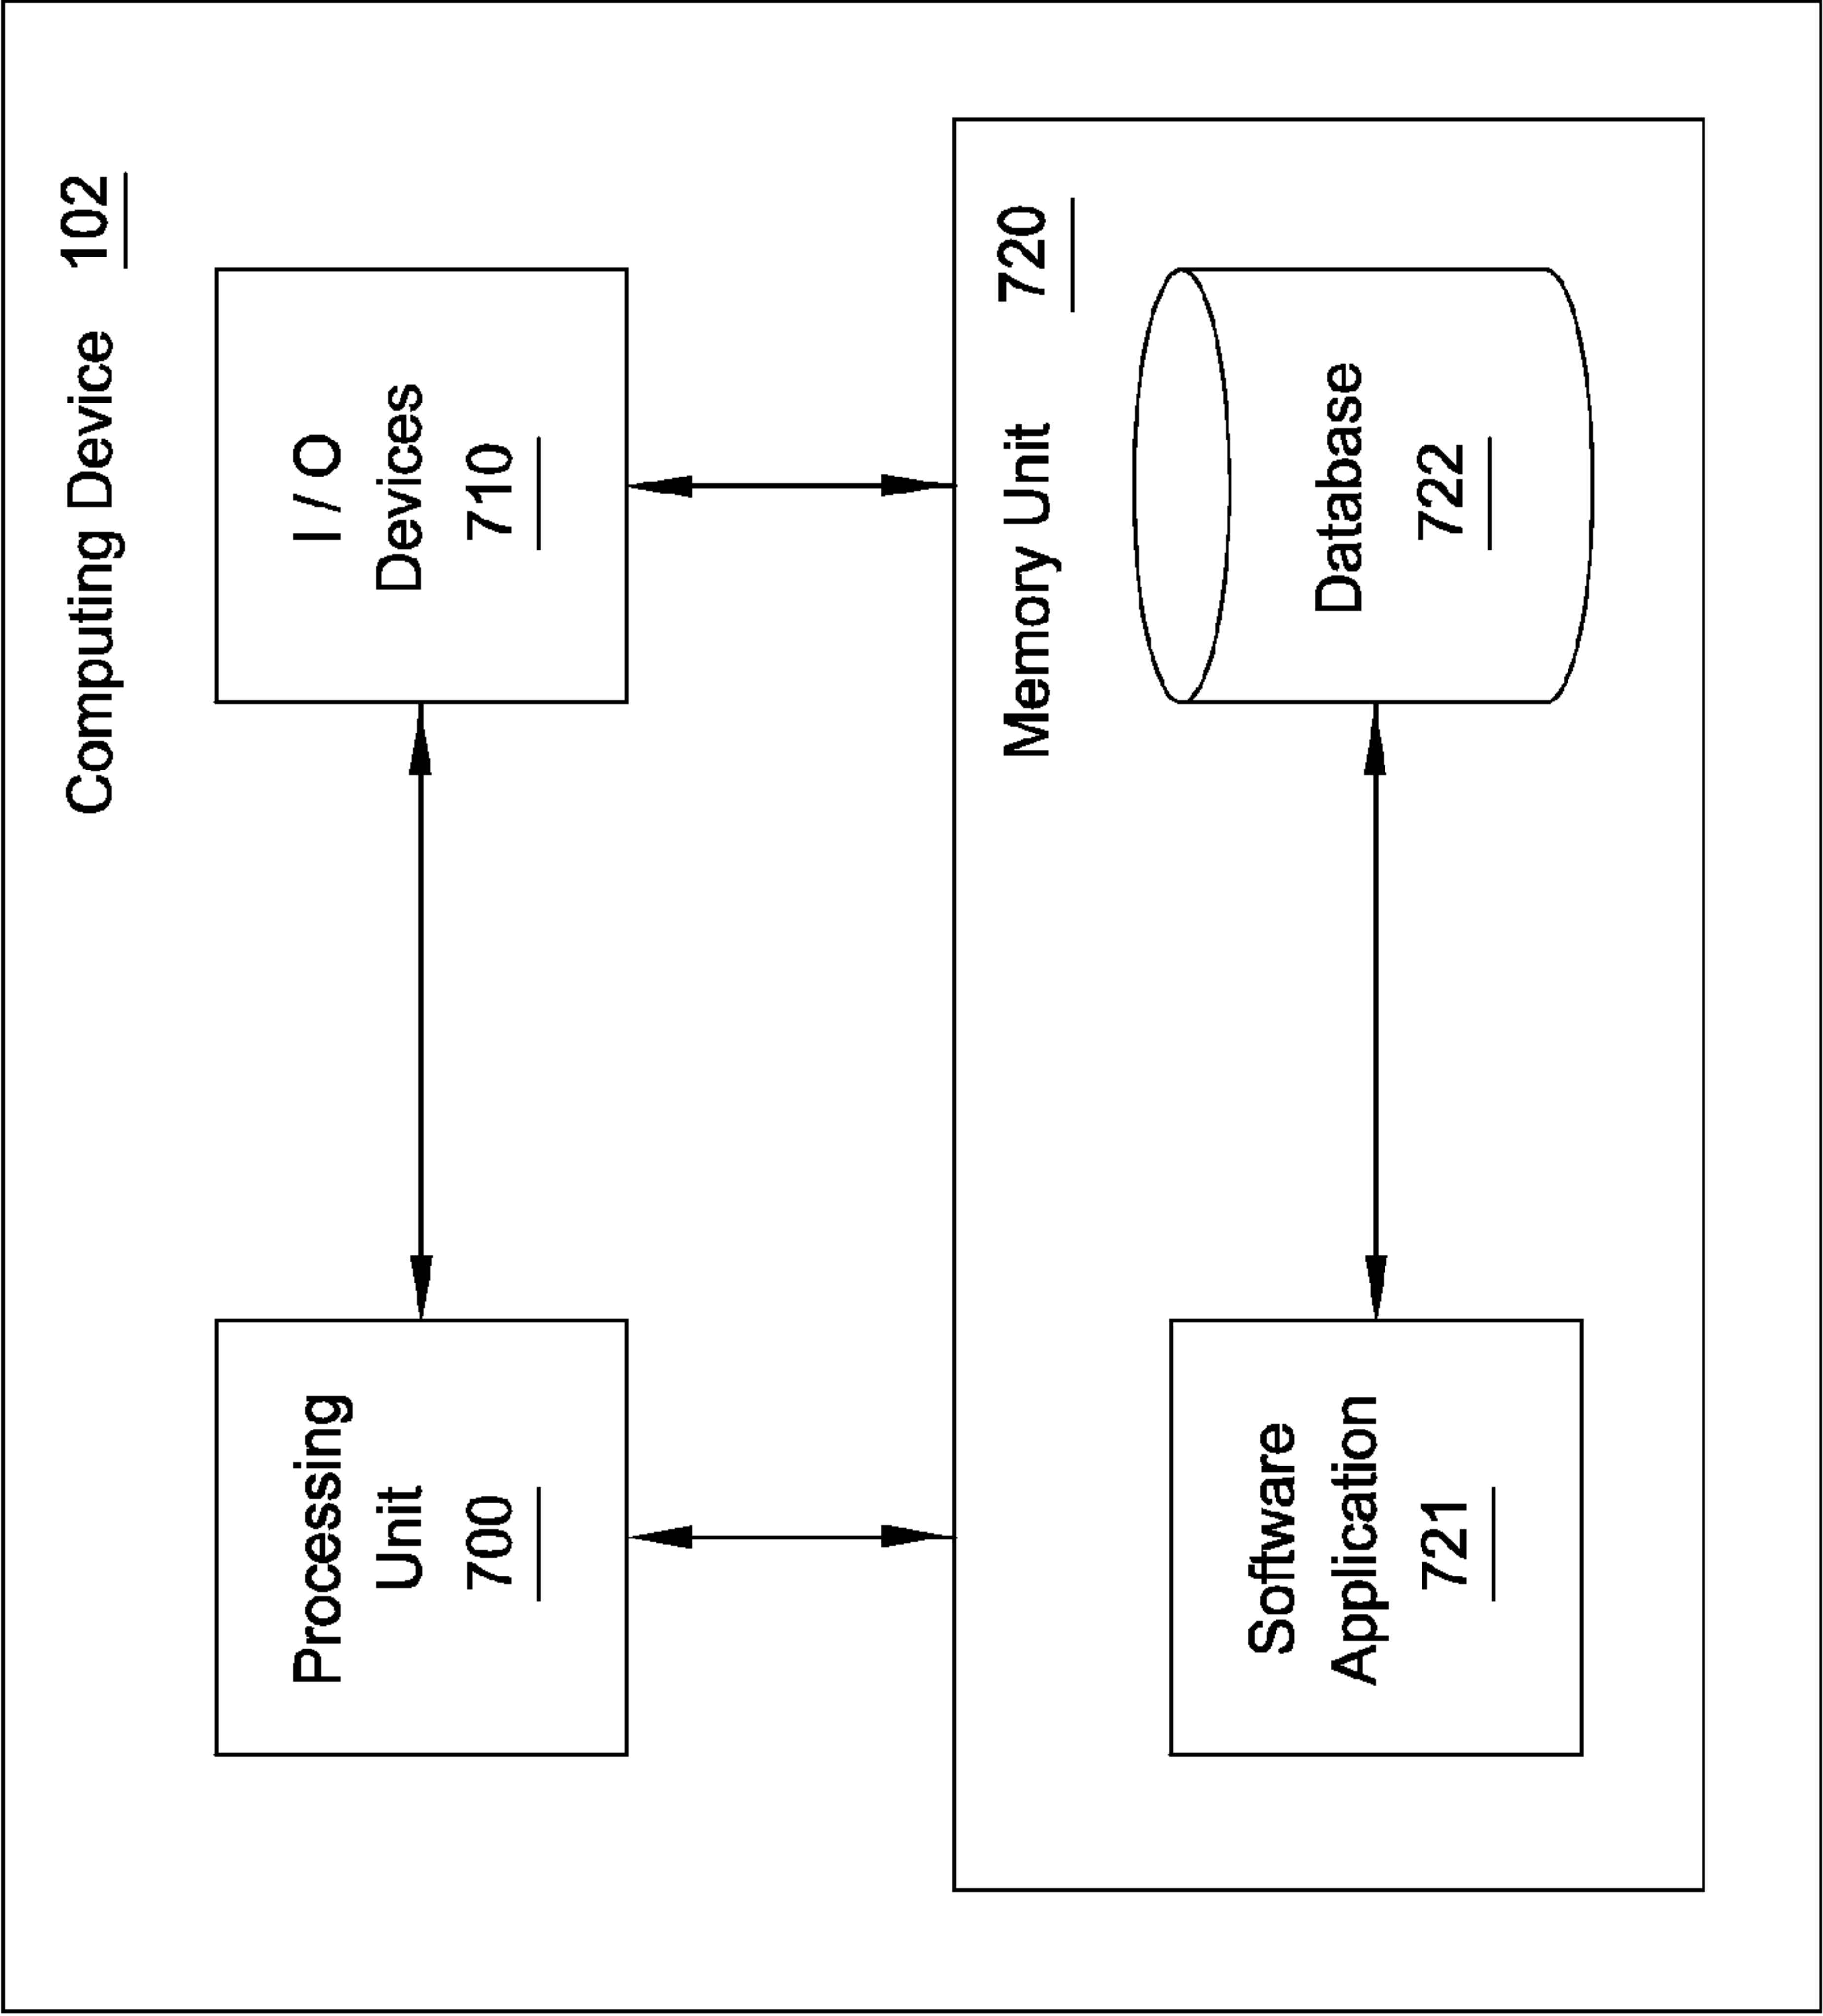 Computing Device 102
Processing
Unit
700
I / O
Devices
710
Memory Unit 720
Software
Application
721
Database
722